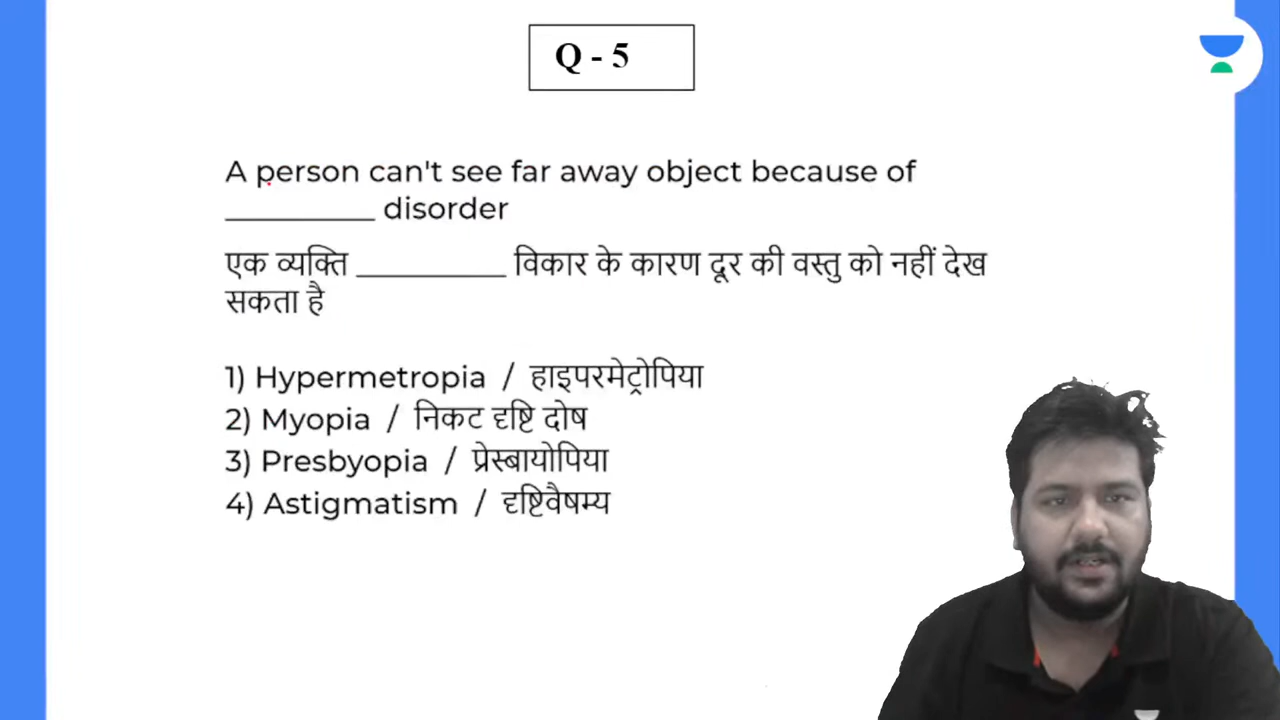 Q - 5
A person can't see far away object because of
__________ disorder
एक व्यक्ति __________ विकार के कारण दूर की वस्तु को नहीं देख
सकता है
1) Hypermetropia / हाइपरमेट्रोपिया
2) Myopia / निकट दृष्टि दोष
3) Presbyopia / प्रेस्बायोपिया
4) Astigmatism / दृष्टिवैषम्य